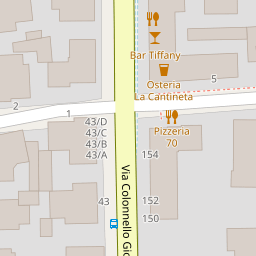 Bar Tiffany
5
Osteria
La Cantineta
2
1
43/D
43/C
43/B
43/A
Pizzeria
70
154
Via Colonnello Gio
43
152
150